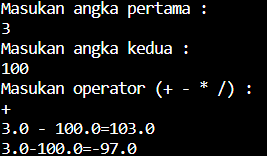 Masukan angka pertama :
3
Masukan angka kedua :
100
Masukan operator (+ - * /) :
+
3.0 - 100.0=103.0
3.0-100.0=-97.0